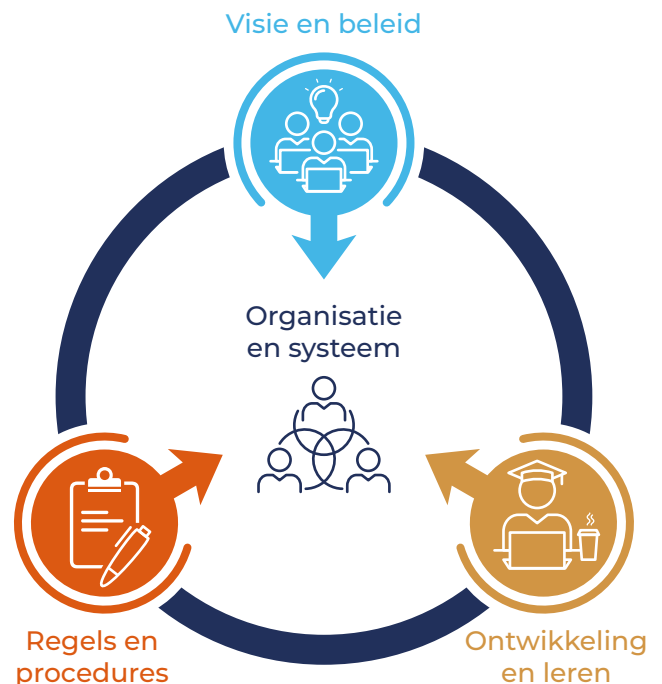 Visie en beleid
Organisatie
en systeem
Regels en
procedures
Ontwikkeling
en leren